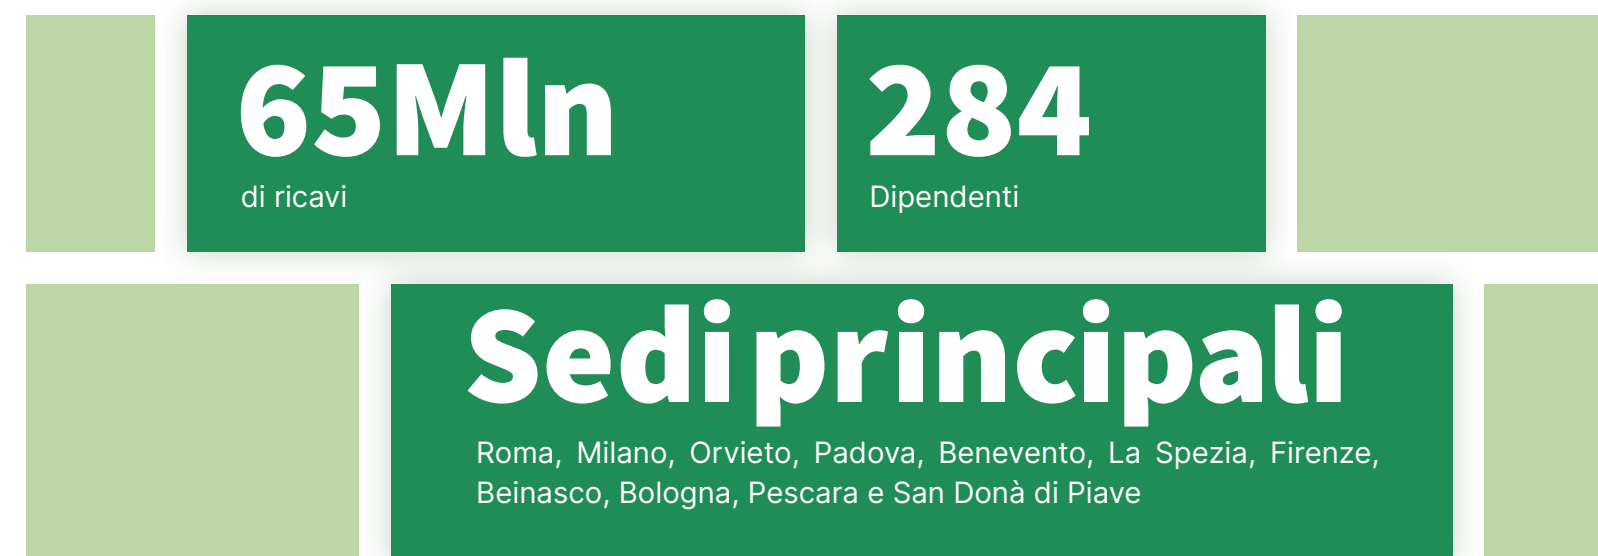 65Mln
di ricavi
284
Dipendenti
Sedi principali
Roma, Milano, Orvieto, Padova, Benevento, La Spezia, Firenze,
Beinasco, Bologna, Pescara e San Donà di Piave